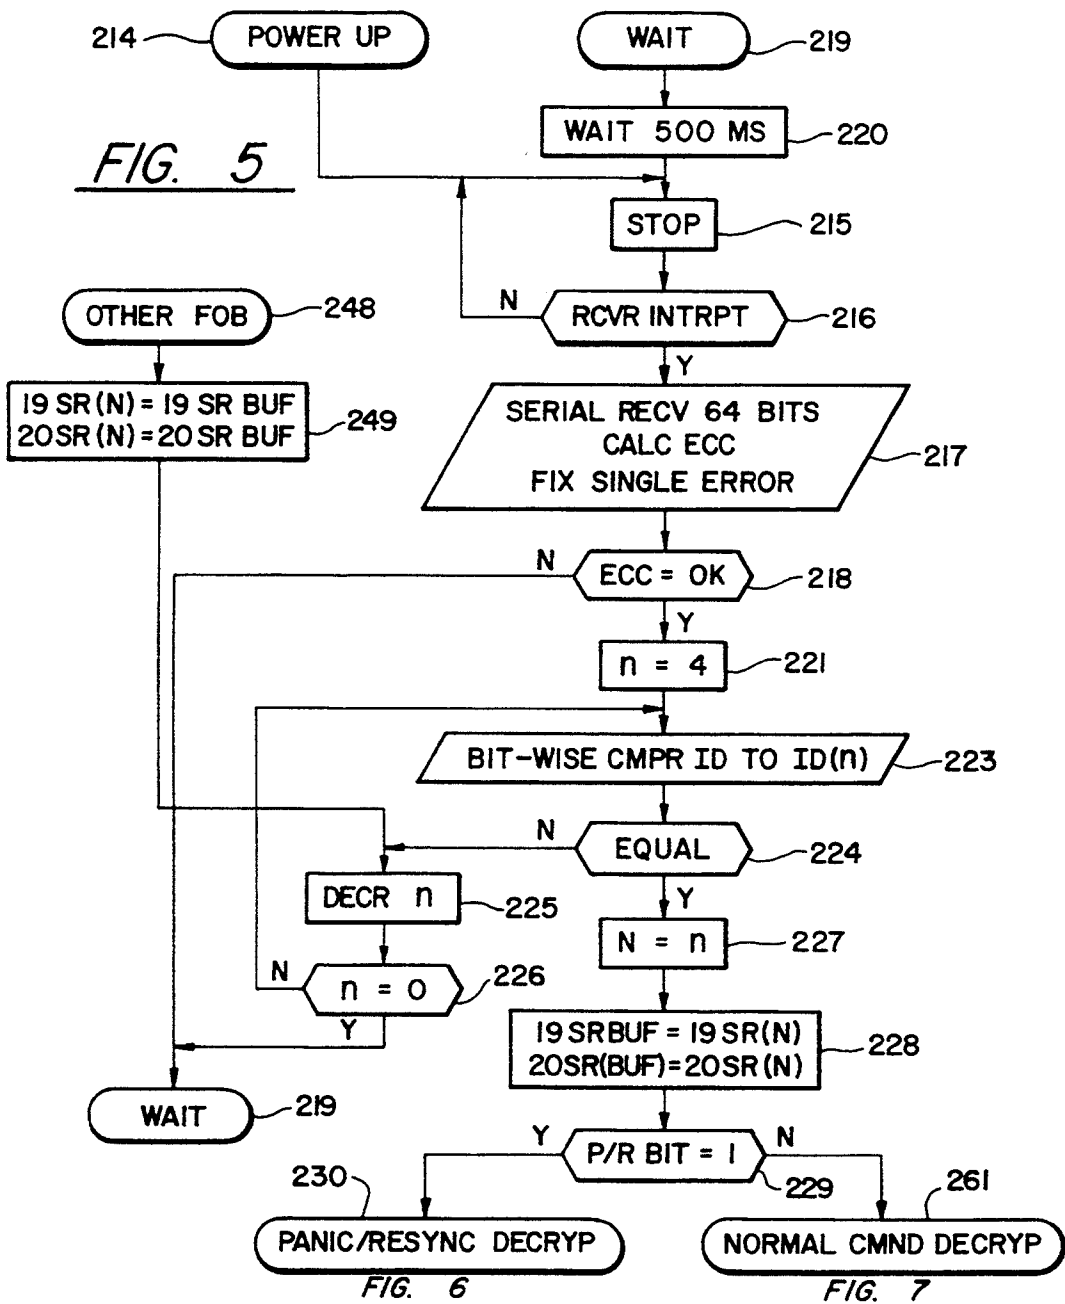 214
POWER UP
WAIT
219
WAIT 500 MS
220
FIG. 5
STOP
215
N
RCVR INTRPT
216
Y
OTHER FOB
248
19 SR(N) = 19 SR BUF
20SR(N) = 20 SR BUF
249
SERIAL RECV 64 BITS
CALC ECC
FIX SINGLE ERROR
217
N
ECC = OK
218
Y
n = 4
221
BIT-WISE CMPR ID TO ID(n)
223
N
EQUAL
224
Y
DECR n
225
N = n
227
N
n = 0
226
Y
19 SRBUF = 19 SR(N)
20SR(BUF) = 20SR(N)
228
WAIT
219
Y
P/R BIT = 1
N
229
230
261
PANIC/RESYNC DECRYP
NORMAL CMND DECRYP
FIG. 6
FIG. 7